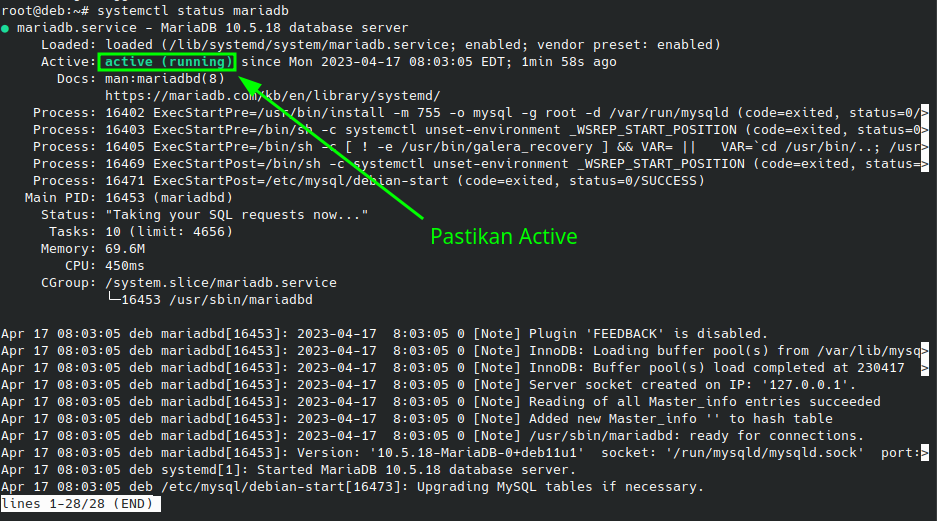 root@deb:~# systemctl status mariadb
● mariadb.service - MariaDB 10.5.18 database server
Loaded: loaded (/lib/systemd/system/mariadb.service; enabled; vendor preset: enabled)
Active: active (running) since Mon 2023-04-17 08:03:05 EDT; 1min 58s ago
Docs: man:mariadbd(8)
https://mariadb.com/kb/en/library/systemd/
Process: 16402 ExecStartPre=/usr/bin/install -m 755 -o mysql -g root -d /var/run/mysqld (code=exited, status=0/>
Process: 16403 ExecStartPre=/bin/sh -c systemctl unset-environment _WSREP_START_POSITION (code=exited, status=0>
Process: 16405 ExecStartPre=/bin/sh -c [ ! -e /usr/bin/galera_recovery ] && VAR= || VAR=`cd /usr/bin/..; /usr>
Process: 16469 ExecStartPost=/bin/sh -c systemctl unset-environment _WSREP_START_POSITION (code=exited, status=>
Process: 16471 ExecStartPost=/etc/mysql/debian-start (code=exited, status=0/SUCCESS)
Main PID: 16453 (mariadbd)
Status: "Taking your SQL requests now..."
Tasks: 10 (limit: 4656)
Pastikan Active
Memory: 69.6M
CPU: 450ms
CGroup: /system.slice/mariadb.service
└─16453 /usr/sbin/mariadbd
Apr 17 08:03:05 deb mariadbd[16453]: 2023-04-17  8:03:05 0 [Note] Plugin 'FEEDBACK' is disabled.
Apr 17 08:03:05 deb mariadbd[16453]: 2023-04-17  8:03:05 0 [Note] InnoDB: Loading buffer pool(s) from /var/lib/mysq>
Apr 17 08:03:05 deb mariadbd[16453]: 2023-04-17  8:03:05 0 [Note] InnoDB: Buffer pool(s) load completed at 230417  >
Apr 17 08:03:05 deb mariadbd[16453]: 2023-04-17  8:03:05 0 [Note] Server socket created on IP: '127.0.0.1'.
Apr 17 08:03:05 deb mariadbd[16453]: 2023-04-17  8:03:05 0 [Note] Reading of all Master_info entries succeeded
Apr 17 08:03:05 deb mariadbd[16453]: 2023-04-17  8:03:05 0 [Note] Added new Master_info '' to hash table
Apr 17 08:03:05 deb mariadbd[16453]: 2023-04-17  8:03:05 0 [Note] /usr/sbin/mariadbd: ready for connections.
Apr 17 08:03:05 deb mariadbd[16453]: Version: '10.5.18-MariaDB-0+deb11u1'  socket: '/run/mysqld/mysqld.sock'  port:>
Apr 17 08:03:05 deb systemd[1]: Started MariaDB 10.5.18 database server.
Apr 17 08:03:05 deb /etc/mysql/debian-start[16473]: Upgrading MySQL tables if necessary.
lines 1-28/28 (END)